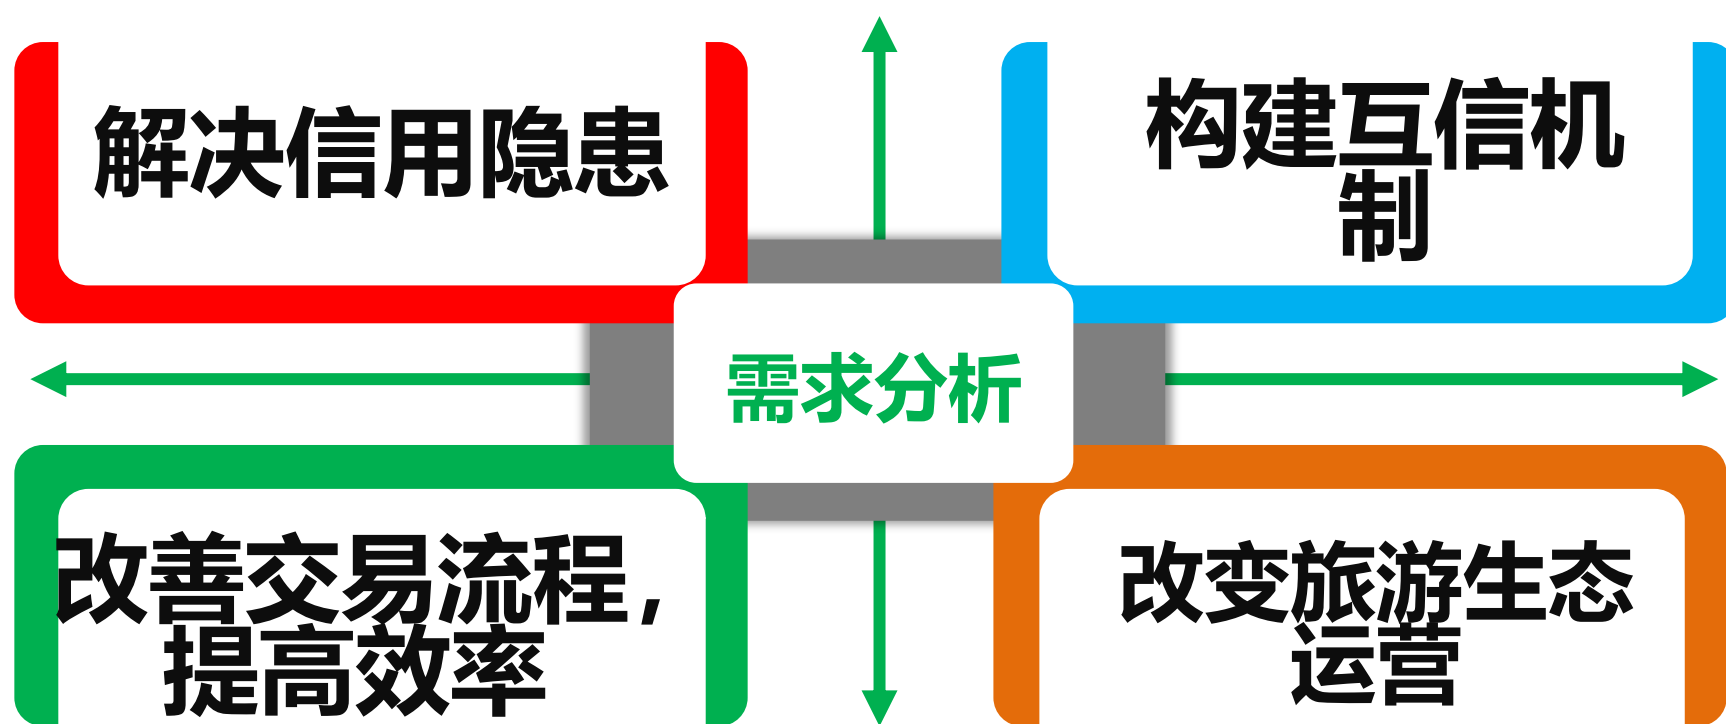 解决信用隐患
构建互信机
制
需求分析
改善交易流程，
提高效率
改变旅游生态
运营